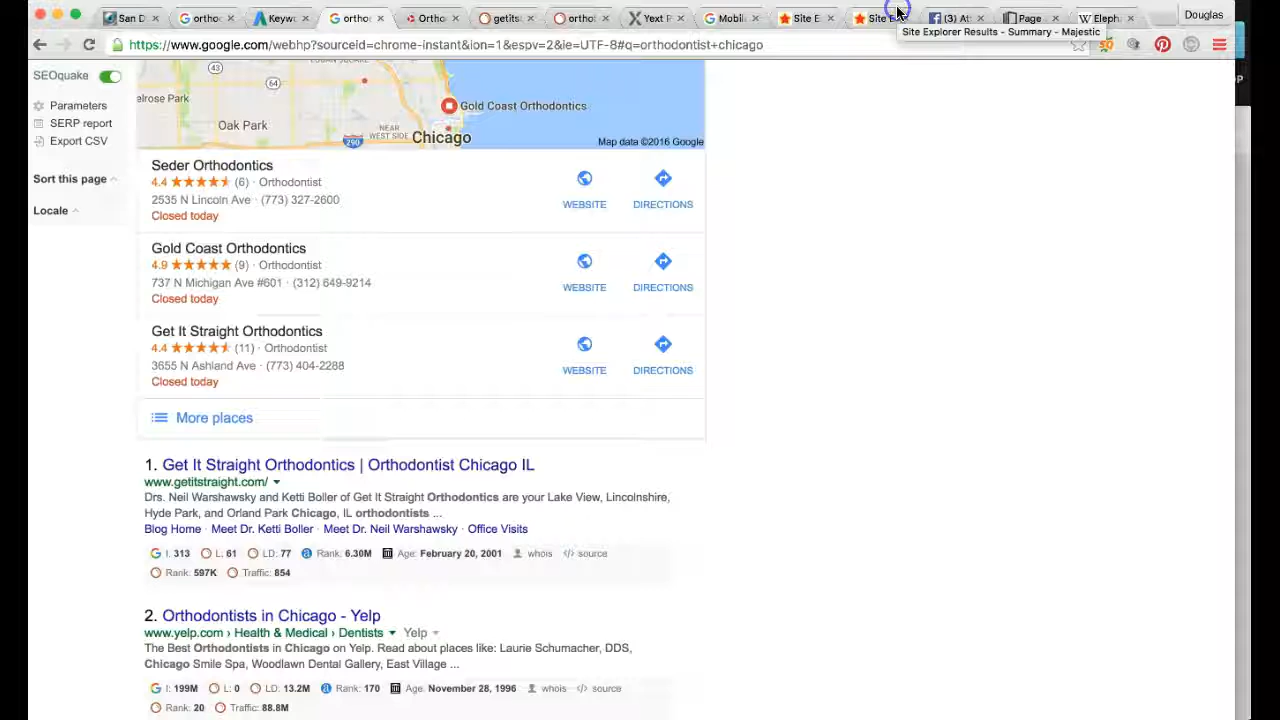 San D
ortho
Keyw
ortho
Ortho
getits
ortho
Yext P
Mobil
Site E
Site E
(3) At
Page
Eleph
Douglas
Site Explorer Results - Summary - Majestic
https://www.google.com/webhp?sourceid=chrome-instant&ion=1&espv=2&ie=UTF-8#q=orthodontist+chicago
SEOquake
Parameters
SERP report
Export CSV
Sort this page
Locale
43
64
elrose Park
Oak Park
NEAR
WEST SIDE
290
Chicago
Gold Coast Orthodontics
Map data ©2016 Google
Seder Orthodontics
4.4 (6) · Orthodontist
2535 N Lincoln Ave · (773) 327-2600
Closed today
WEBSITE
DIRECTIONS
Gold Coast Orthodontics
4.9 (9) · Orthodontist
737 N Michigan Ave #601 · (312) 649-9214
Closed today
WEBSITE
DIRECTIONS
Get It Straight Orthodontics
4.4 (11) · Orthodontist
3655 N Ashland Ave · (773) 404-2288
Closed today
WEBSITE
DIRECTIONS
More places
1. Get It Straight Orthodontics | Orthodontist Chicago IL
www.getitstraight.com/
Drs. Neil Warshawsky and Ketti Boller of Get It Straight Orthodontics are your Lake View, Lincolnshire,
Hyde Park, and Orland Park Chicago, IL orthodontists ...
Blog Home · Meet Dr. Ketti Boller · Meet Dr. Neil Warshawsky · Office Visits
I: 313 L: 61 LD: 77 Rank: 6.30M Age: February 20, 2001 whois source
Rank: 597K Traffic: 854
2. Orthodontists in Chicago - Yelp
www.yelp.com › Health & Medical › Dentists Yelp
The Best Orthodontists in Chicago on Yelp. Read about places like: Laurie Schumacher, DDS,
Chicago Smile Spa, Woodlawn Dental Gallery, East Village ...
I: 199M L: 0 LD: 13.2M Rank: 170 Age: November 28, 1996 whois source
Rank: 20 Traffic: 88.8M